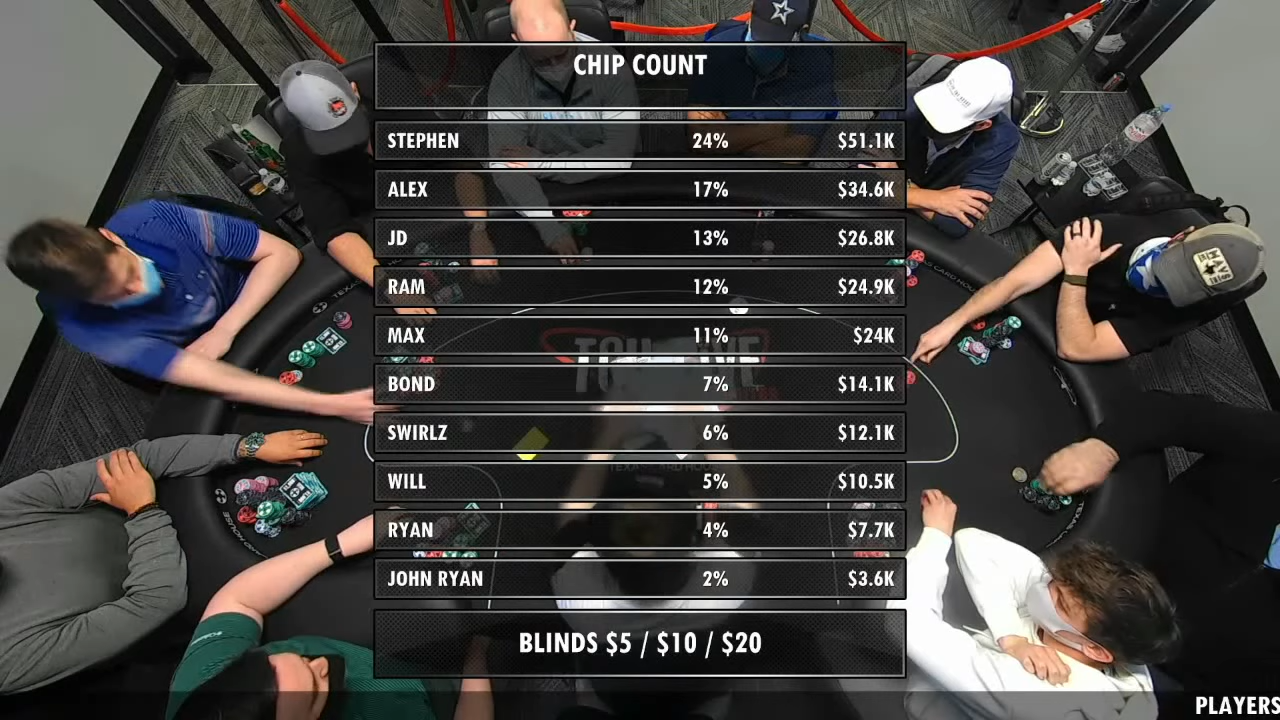 CHIP COUNT
STEPHEN 24% $51.1K
ALEX 17% $34.6K
JD 13% $26.8K
RAM 12% $24.9K
MAX 11% $24K
BOND 7% $14.1K
SWIRLZ 6% $12.1K
WILL 5% $10.5K
RYAN 4% $7.7K
JOHN RYAN 2% $3.6K
BLINDS $5 / $10 / $20
PLAYERS